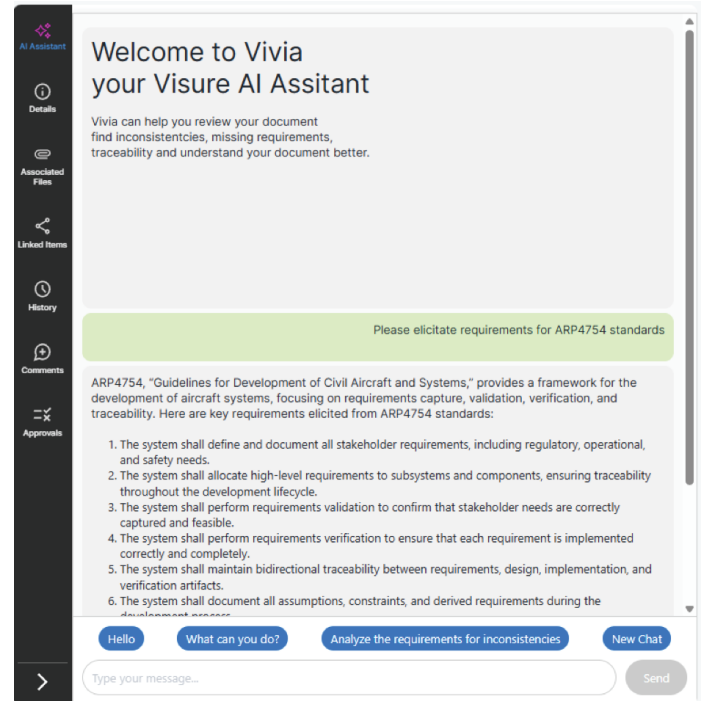 AI Assistant
Details
Associated
Files
Linked Items
History
Comments
Approvals
Welcome to Vivia
your Visure AI Assitant
Vivia can help you review your document
find inconsistentcies, missing requirements,
traceability and understand your document better.
Please elicitate requirements for ARP4754 standards
ARP4754, "Guidelines for Development of Civil Aircraft and Systems," provides a framework for the
development of aircraft systems, focusing on requirements capture, validation, verification, and
traceability. Here are key requirements elicited from ARP4754 standards:
1. The system shall define and document all stakeholder requirements, including regulatory, operational,
and safety needs.
2. The system shall allocate high-level requirements to subsystems and components, ensuring traceability
throughout the development lifecycle.
3. The system shall perform requirements validation to confirm that stakeholder needs are correctly
captured and feasible.
4. The system shall perform requirements verification to ensure that each requirement is implemented
correctly and completely.
5. The system shall maintain bidirectional traceability between requirements, design, implementation, and
verification artifacts.
6. The system shall document all assumptions, constraints, and derived requirements during the
development process.
Hello
What can you do?
Analyze the requirements for inconsistencies
New Chat
Type your message...
Send